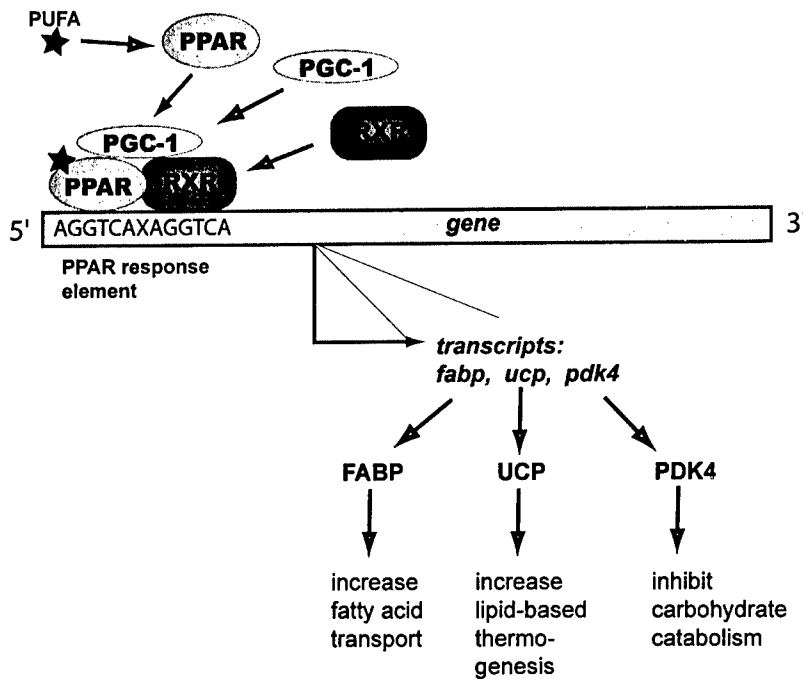 PUFA
PPAR
PGC-1
RXR
PGC-1
PPAR
RXR
5'
AGGTCAXAGGTCA
gene
3'
PPAR response
element
transcripts:
fabp, ucp, pdk4
FABP
UCP
PDK4
increase
fatty acid
transport
increase
lipid-based
thermo-
genesis
inhibit
carbohydrate
catabolism